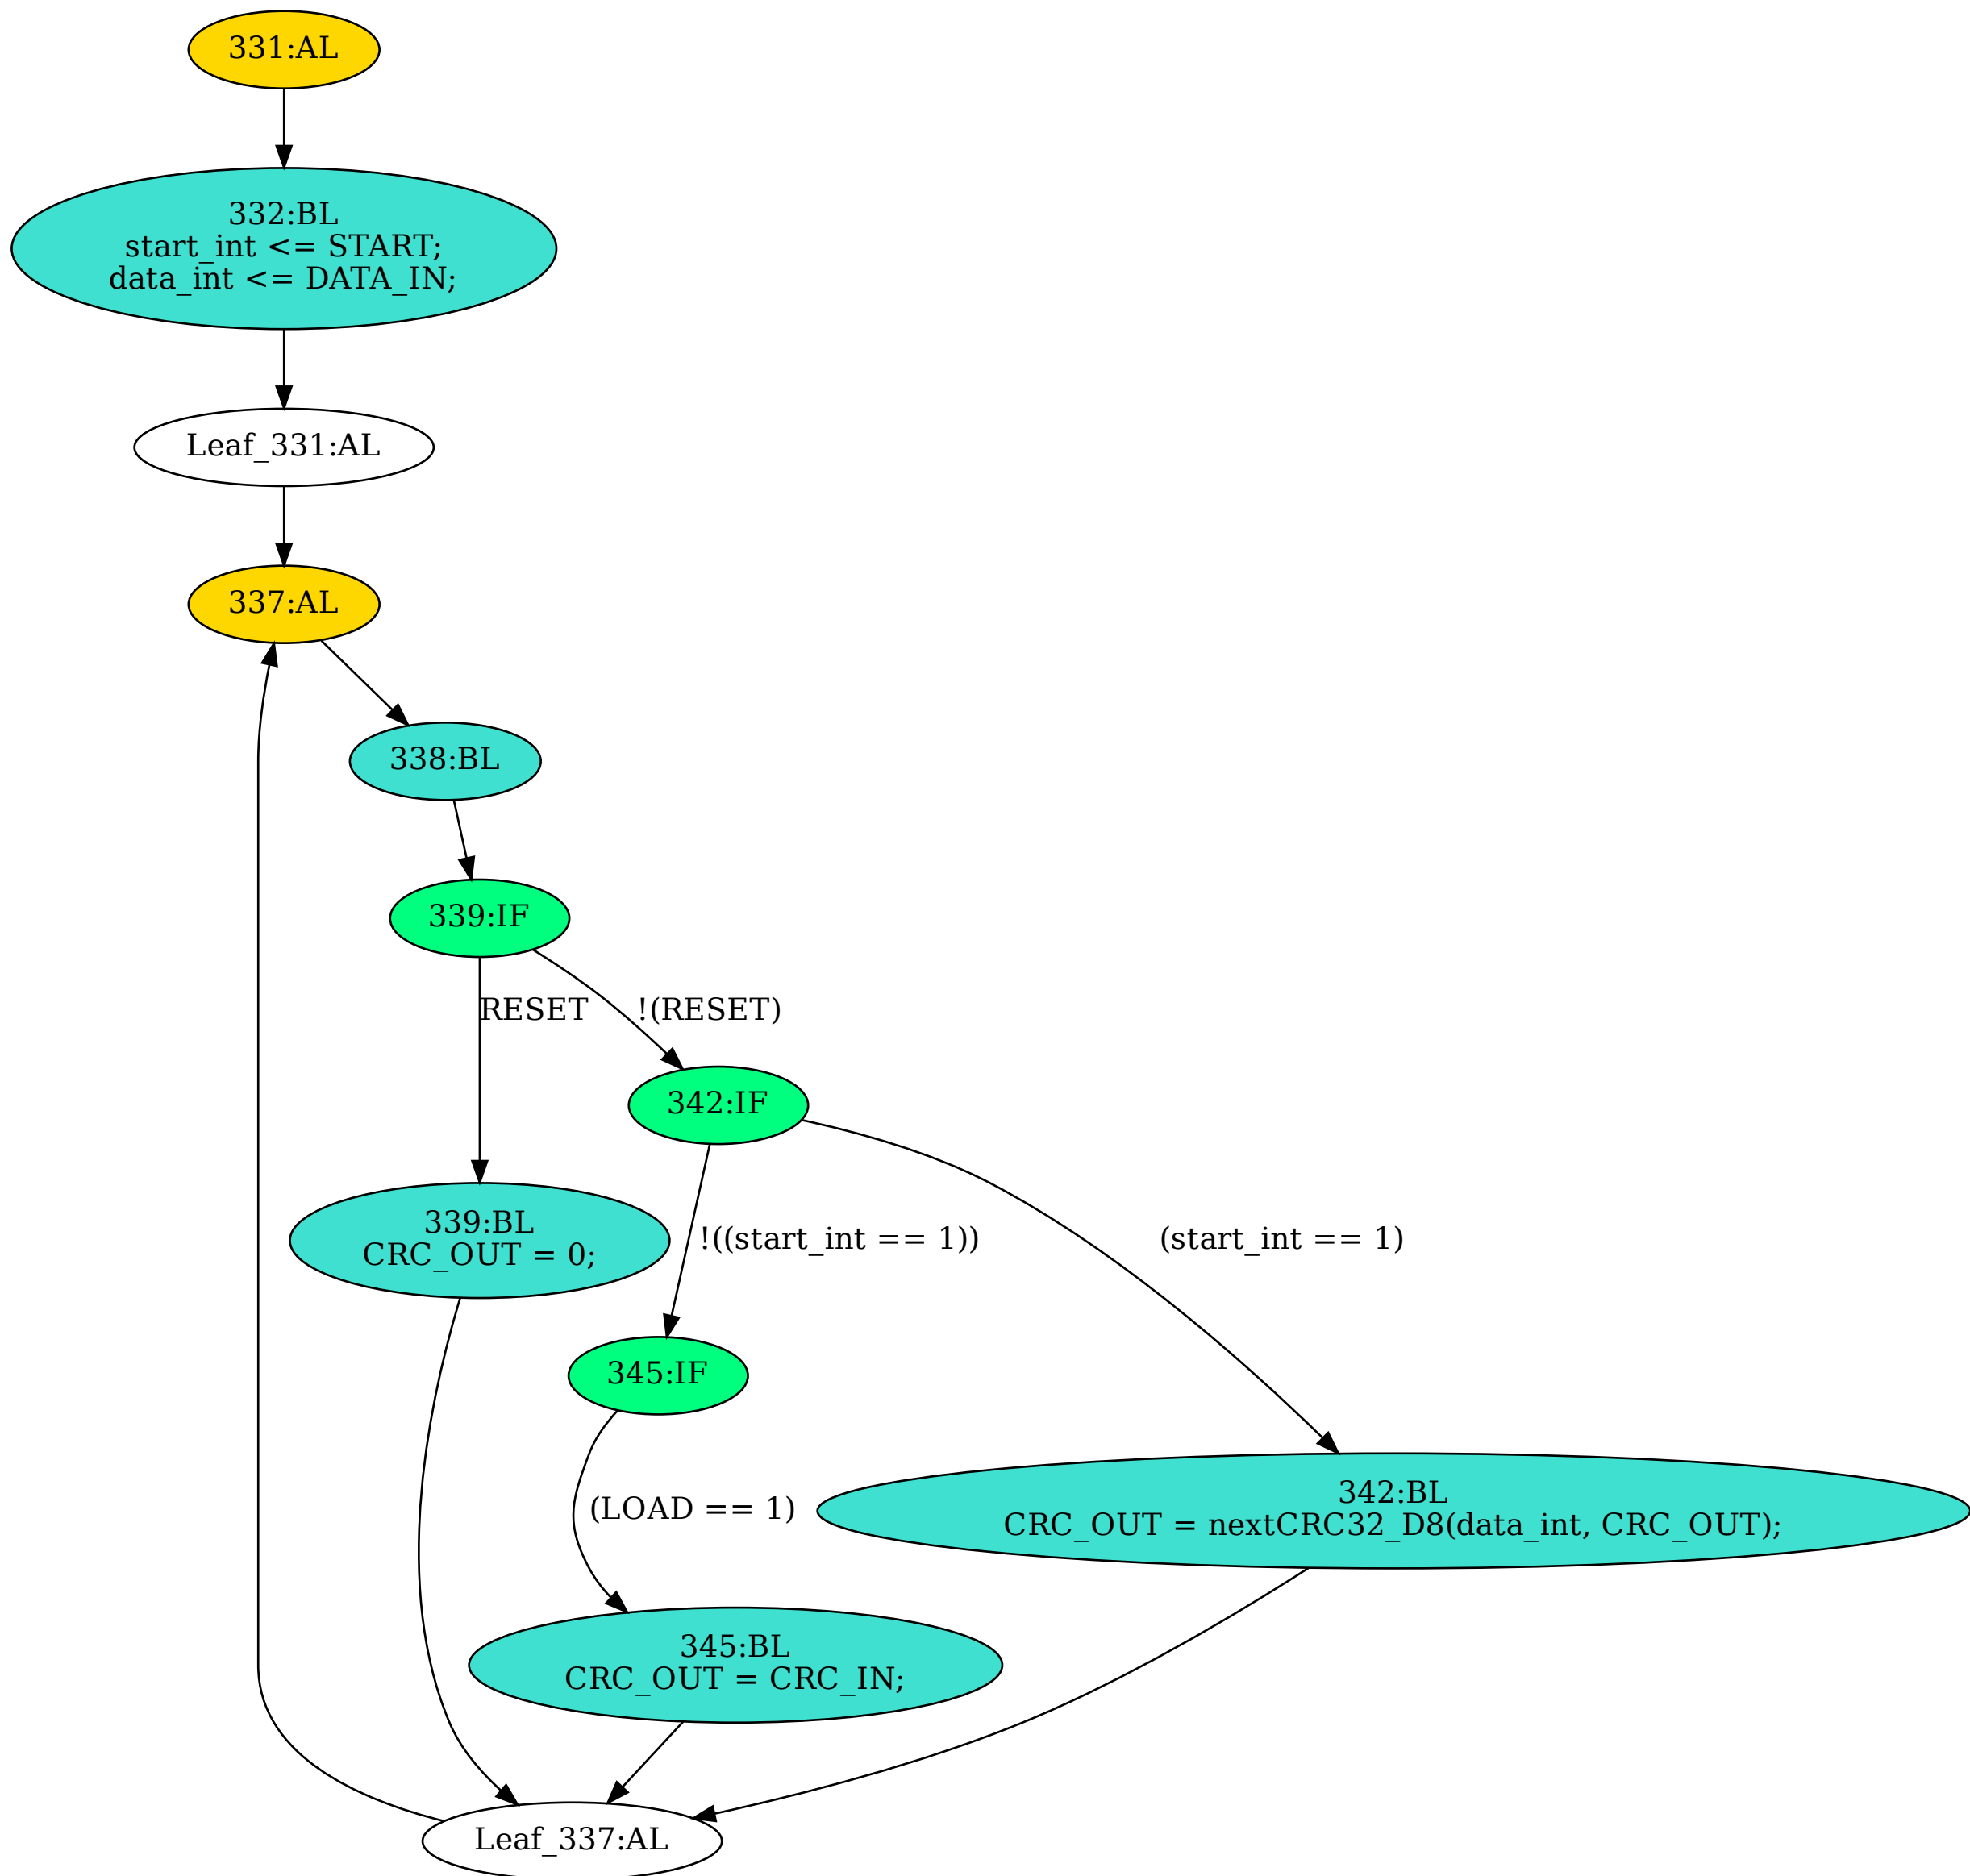 331:AL
332:BL
start_int <= START;
data_int <= DATA_IN;
Leaf_331:AL
337:AL
338:BL
339:IF
RESET
!(RESET)
342:IF
339:BL
CRC_OUT = 0;
!((start_int == 1))
(start_int == 1)
345:IF
(LOAD == 1)
342:BL
CRC_OUT = nextCRC32_D8(data_int, CRC_OUT);
345:BL
CRC_OUT = CRC_IN;
Leaf_337:AL